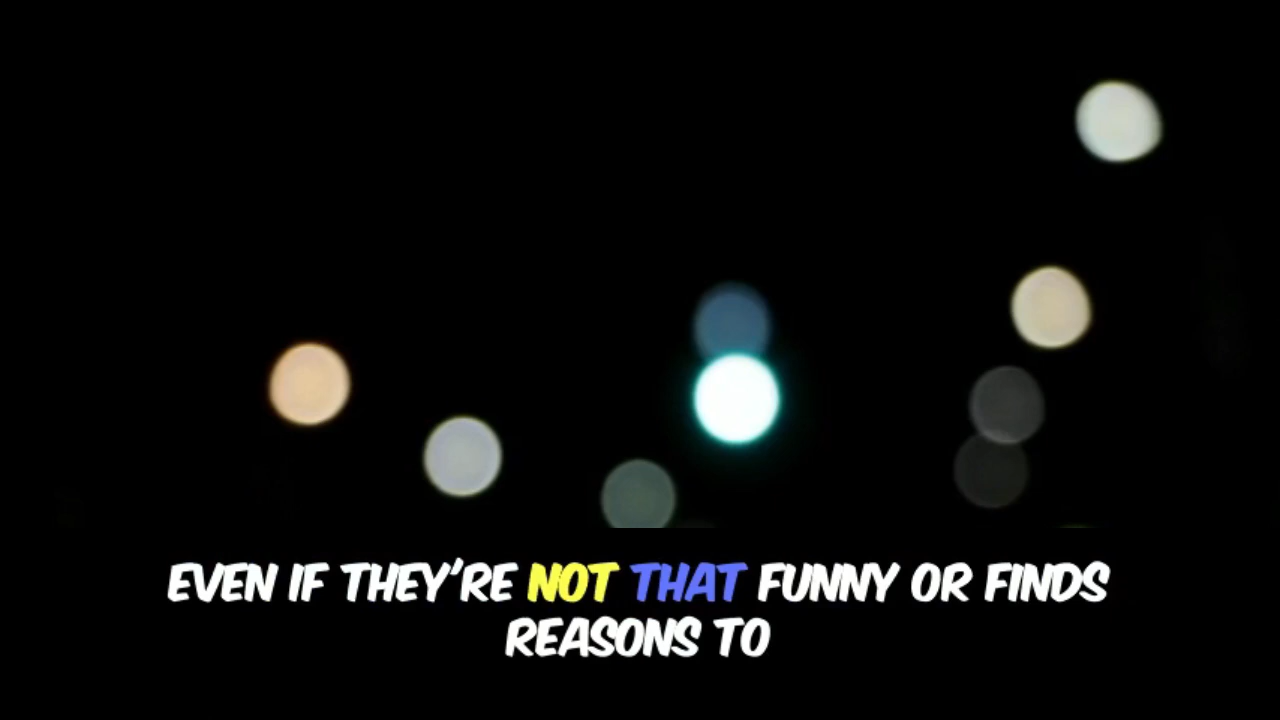 EVEN IF THEY'RE NOT THAT FUNNY OR FINDS
REASONS TO